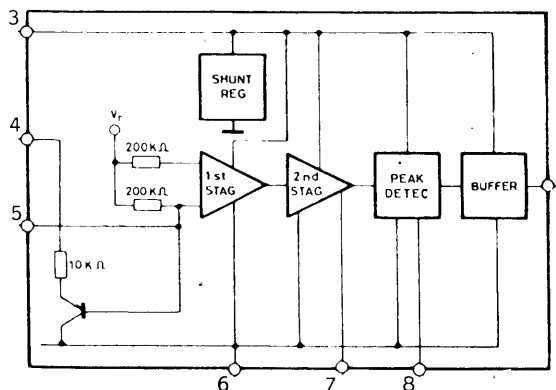 3
SHUNT
REG
4
Vr
200KΩ
1st
STAG
2nd
STAG
PEAK
DETEC
BUFFER
200KΩ
5
10KΩ
6
7
8